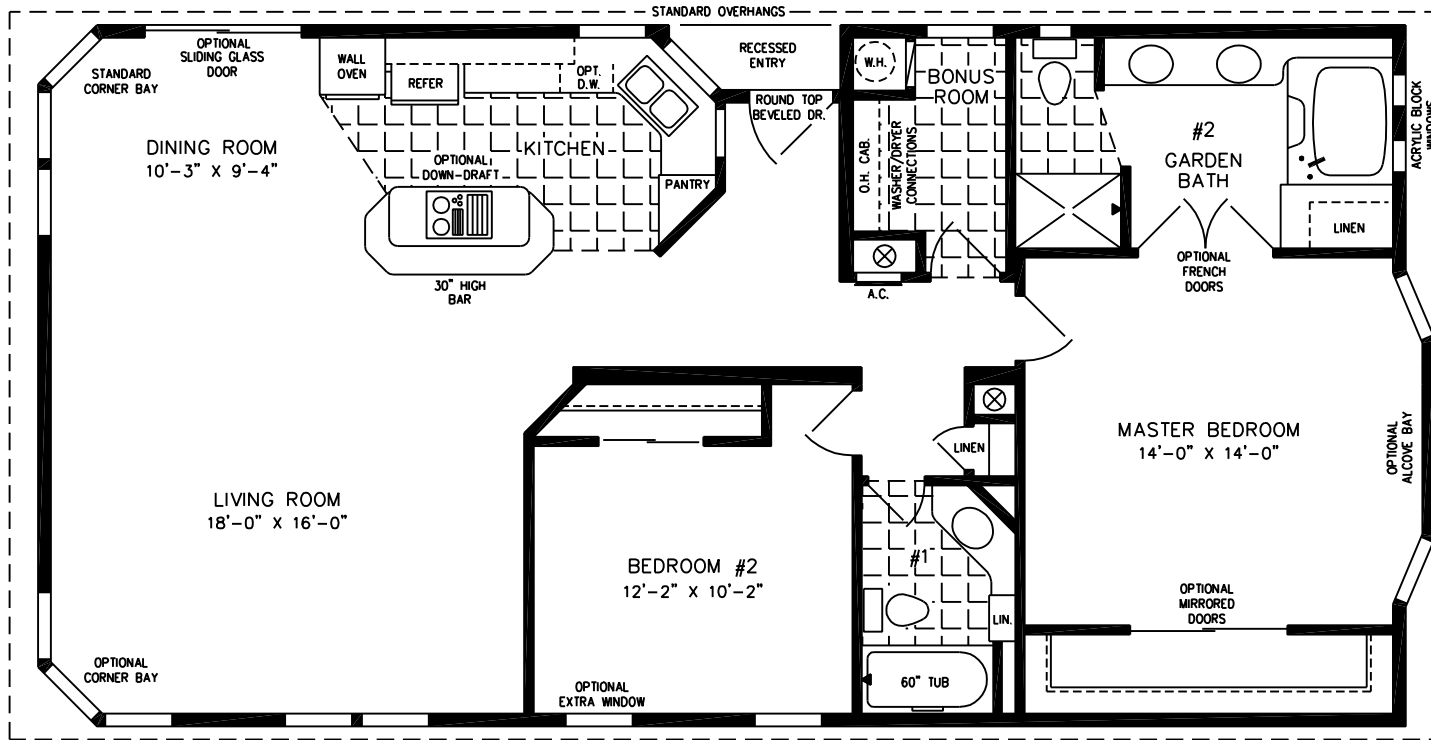 STANDARD OVERHANGS
OPTIONAL
SLIDING GLASS
DOOR
STANDARD
CORNER BAY
WALL
OVEN
REFER
OPT.
D.W.
RECESSED
ENTRY
ROUND TOP
BEVELED DR.
W.H.
BONUS
ROOM
O.H. CAB.
WASHER/DRYER
CONNECTIONS
#2
GARDEN
BATH
ACRYLIC BLOCK
WINDOWS
DINING ROOM
10'-3" X 9'-4"
OPTIONAL
DOWN-DRAFT
KITCHEN
PANTRY
LINEN
30" HIGH
BAR
A.C.
OPTIONAL
FRENCH
DOORS
MASTER BEDROOM
14'-0" X 14'-0"
OPTIONAL
ALCOVE BAY
LINEN
LIVING ROOM
18'-0" X 16'-0"
BEDROOM #2
12'-2" X 10'-2"
#1
LIN.
OPTIONAL
MIRRORED
DOORS
OPTIONAL
CORNER BAY
OPTIONAL
EXTRA WINDOW
60" TUB